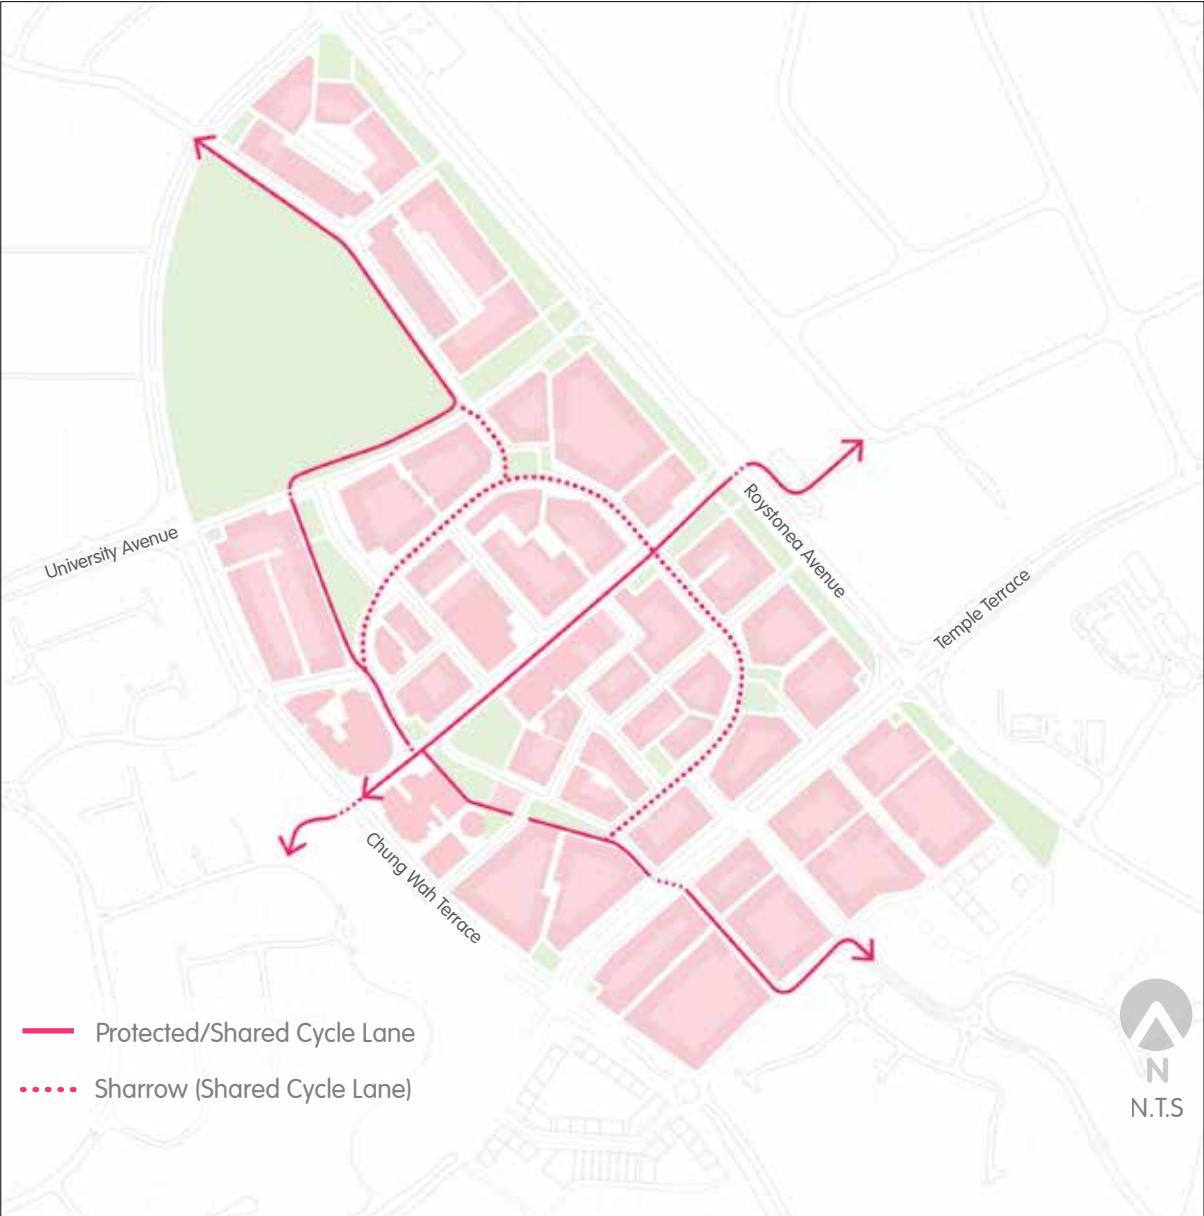 University Avenue
Roystonea Avenue
Temple Terrace
Chung Wah Terrace
Protected/Shared Cycle Lane
Sharrow (Shared Cycle Lane)
N
N.T.S